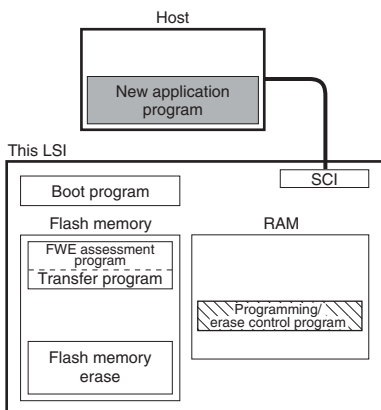 Host
New application
program
This LSI
SCI
Boot program
Flash memory
RAM
FWE assessment
program
Transfer program
Programming/
erase control program
Flash memory
erase